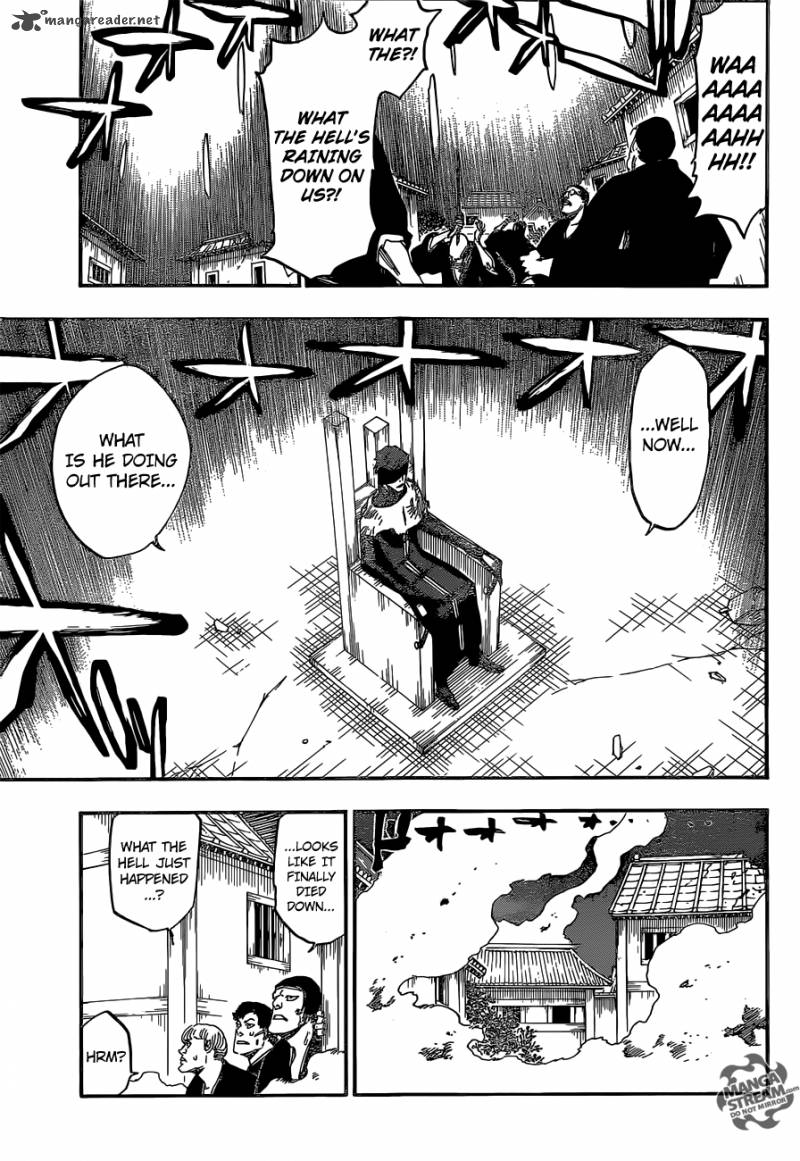 mangareader.net
WAA
AAAA
AAAA
AAHH
HH!!
WHAT
THE?!
WHAT
THE HELL'S
RAINING
DOWN ON
US?!
...WELL
NOW...
WHAT
IS HE DOING
OUT THERE...
...LOOKS
LIKE IT
FINALLY
DIED
DOWN...
WHAT THE
HELL JUST
HAPPENED
...?
HRM?
MANGA
STREAM.com
DO NOT MIRROR